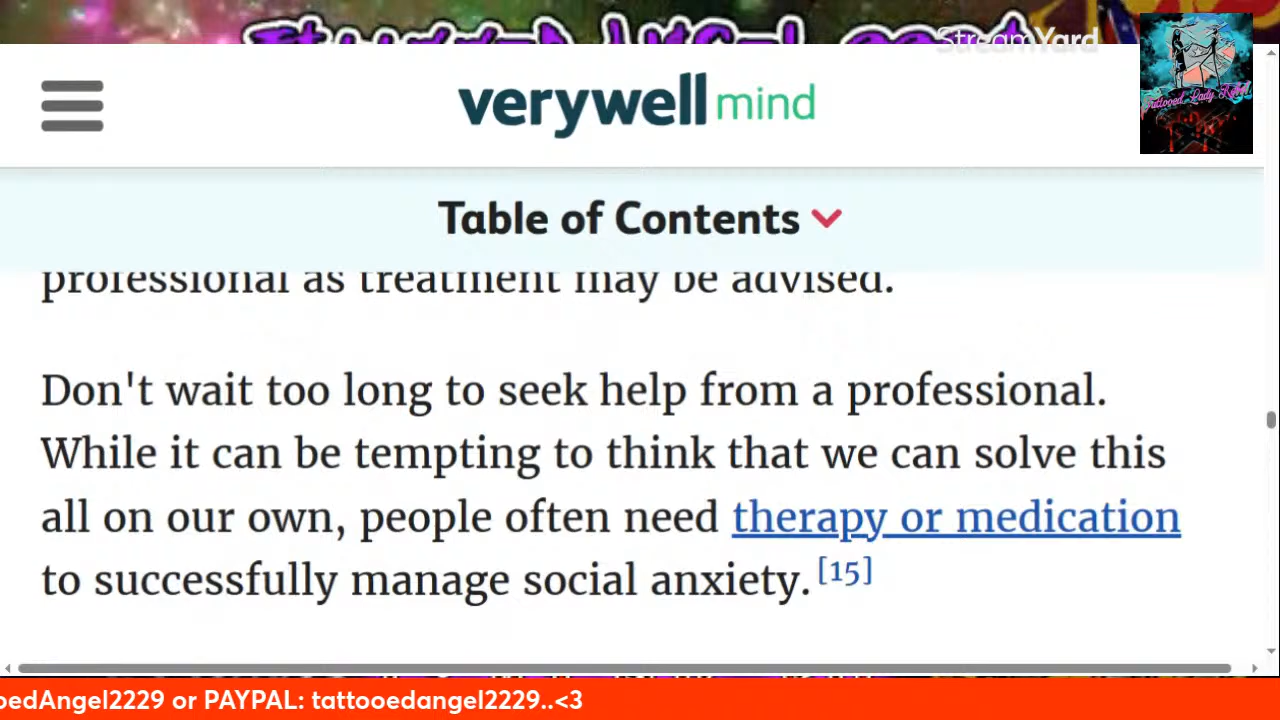 StreamYard
verywell mind
Table of Contents
professional as treatment may be advised.
Don't wait too long to seek help from a professional.
While it can be tempting to think that we can solve this
all on our own, people often need therapy or medication
to successfully manage social anxiety. [15]
oedAngel2229 or PAYPAL: tattooedangel2229..<3